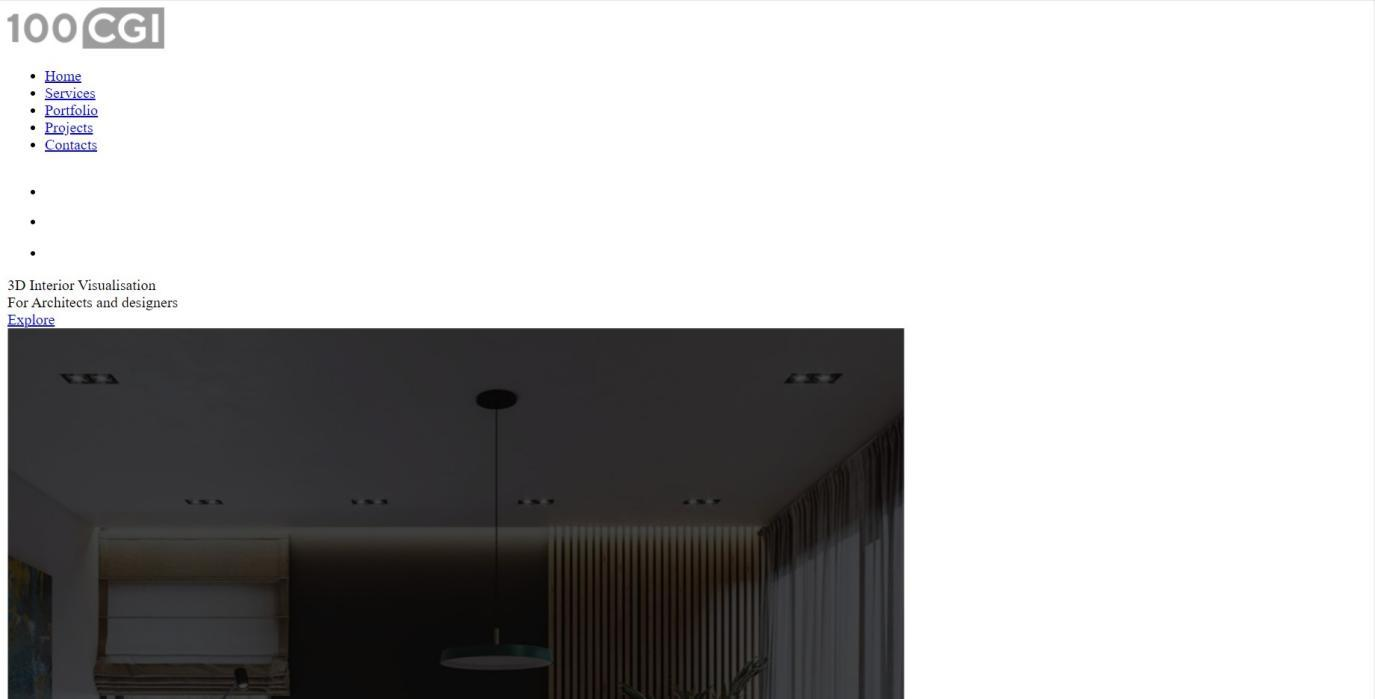 100CGI
Home
Services
Portfolio
Projects
Contacts
3D Interior Visualisation
For Architects and designers
Explore